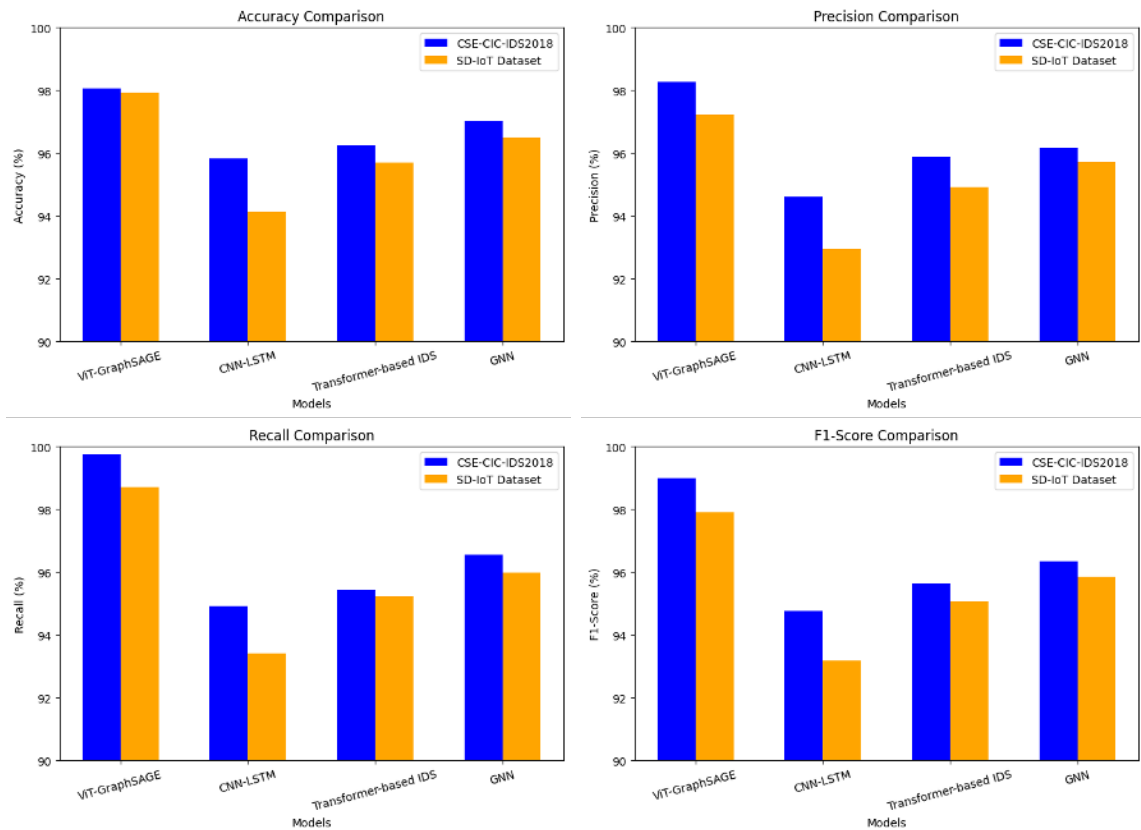 Accuracy Comparison
100
98
96
94
92
90
Accuracy (%)
CSE-CIC-IDS2018
SD-IoT Dataset
ViT-GraphSAGE
CNN-LSTM
Transformer-based IDS
GNN
Models
Precision Comparison
100
98
96
94
92
90
Precision (%)
CSE-CIC-IDS2018
SD-IoT Dataset
ViT-GraphSAGE
CNN-LSTM
Transformer-based IDS
GNN
Models
Recall Comparison
100
98
96
94
92
90
Recall (%)
CSE-CIC-IDS2018
SD-IoT Dataset
ViT-GraphSAGE
CNN-LSTM
Transformer-based IDS
GNN
Models
F1-Score Comparison
100
98
96
94
92
90
F1-Score (%)
CSE-CIC-IDS2018
SD-IoT Dataset
ViT-GraphSAGE
CNN-LSTM
Transformer-based IDS
GNN
Models